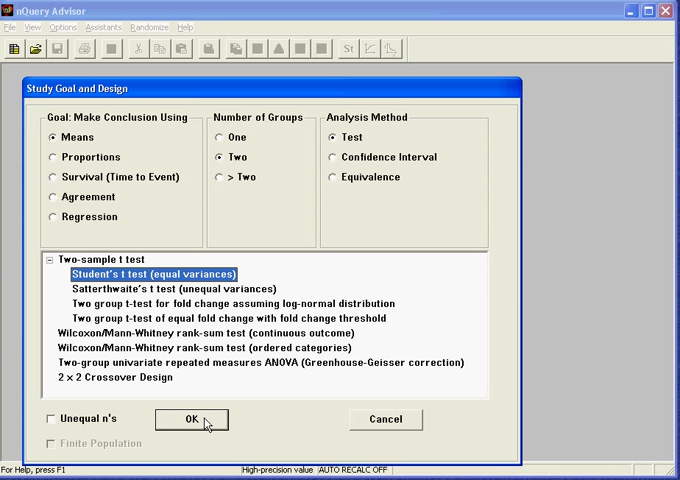 nQuery Advisor
File View Options Assistants Randomize Help
St
Study Goal and Design
Goal: Make Conclusion Using Number of Groups Analysis Method
Means One Test
Proportions Two Confidence Interval
Survival (Time to Event) > Two Equivalence
Agreement
Regression
Two-sample t test
Student's t test (equal variances)
Satterthwaite's t test (unequal variances)
Two group t-test for fold change assuming log-normal distribution
Two group t-test of equal fold change with fold change threshold
Wilcoxon/Mann-Whitney rank-sum test (continuous outcome)
Wilcoxon/Mann-Whitney rank-sum test (ordered categories)
Two-group univariate repeated measures ANOVA (Greenhouse-Geisser correction)
2 x 2 Crossover Design
Unequal n's OK Cancel
Finite Population
For Help, press F1 High-precision value AUTO RECALC OFF